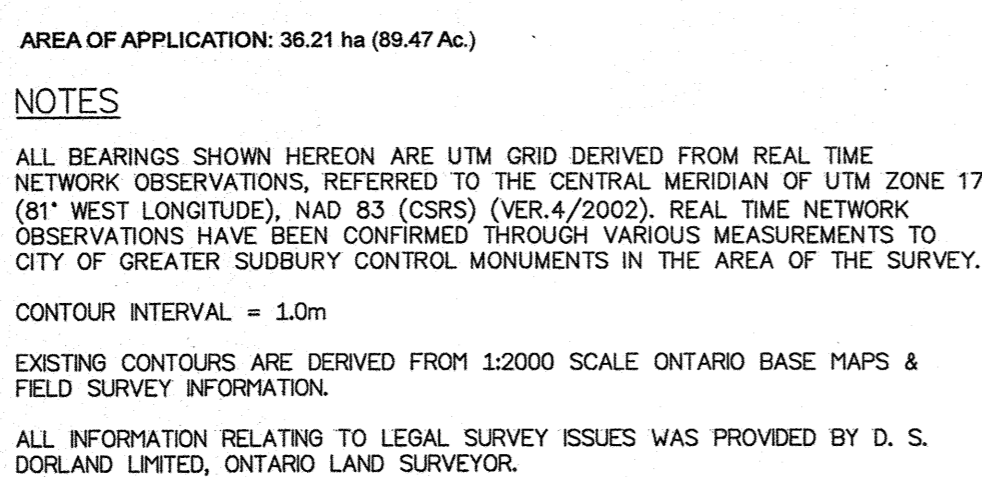 AREA OF APPLICATION: 36.21 ha (89.47 Ac.)
NOTES
ALL BEARINGS SHOWN HEREON ARE UTM GRID DERIVED FROM REAL TIME
NETWORK OBSERVATIONS, REFERRED TO THE CENTRAL MERIDIAN OF UTM ZONE 17
(81° WEST LONGITUDE), NAD 83 (CSRS) (VER.4/2002). REAL TIME NETWORK
OBSERVATIONS HAVE BEEN CONFIRMED THROUGH VARIOUS MEASUREMENTS TO
CITY OF GREATER SUDBURY CONTROL MONUMENTS IN THE AREA OF THE SURVEY.
CONTOUR INTERVAL = 1.0m
EXISTING CONTOURS ARE DERIVED FROM 1:2000 SCALE ONTARIO BASE MAPS &
FIELD SURVEY INFORMATION.
ALL INFORMATION RELATING TO LEGAL SURVEY ISSUES WAS PROVIDED BY D. S.
DORLAND LIMITED, ONTARIO LAND SURVEYOR.